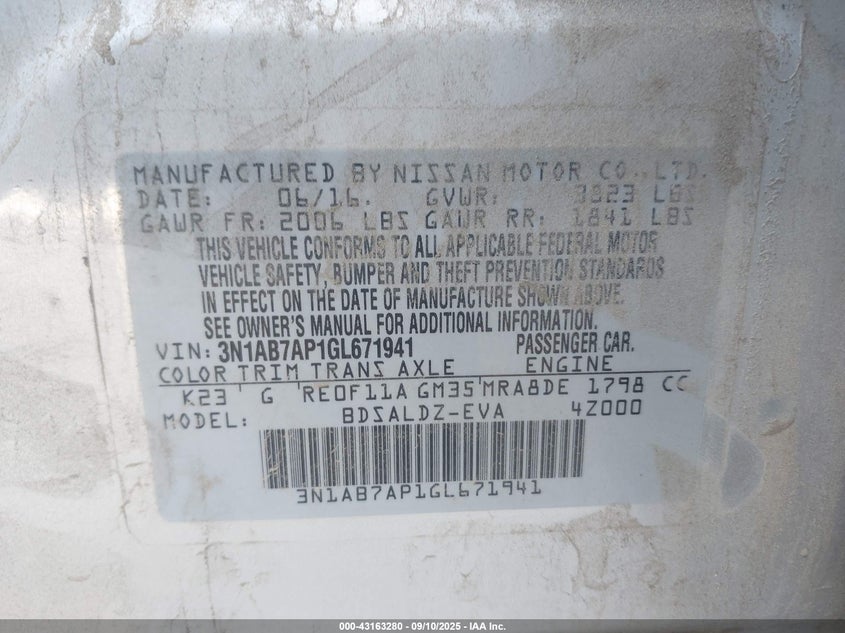 MANUFACTURED BY NISSAN MOTOR CO., LTD.
DATE: 06/16. GVWR: 3823 LBS
GAWR FR: 2006 LBS GAWR RR: 1841 LBS
THIS VEHICLE CONFORMS TO ALL APPLICABLE FEDERAL MOTOR
VEHICLE SAFETY, BUMPER AND THEFT PREVENTION STANDARDS
IN EFFECT ON THE DATE OF MANUFACTURE SHOWN ABOVE.
SEE OWNER'S MANUAL FOR ADDITIONAL INFORMATION.
VIN: 3N1AB7AP1GL671941 PASSENGER CAR.
COLOR TRIM TRANS AXLE ENGINE
K23 G RE0F11A GM35 MRA8DE 1798 CC
MODEL: BDSALDZ-EVA 4Z000
3N1AB7AP1GL671941
000-43163280 - 09/10/2025 - IAA Inc.